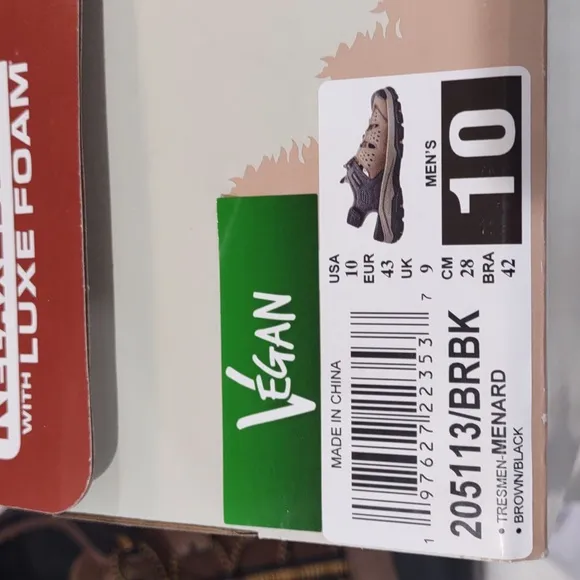 WITH LUXE FOAM
VEGAN
MADE IN CHINA
1 97627 22353 7
205113/BRBK
• TRESMEN-MENARD
• BROWN/BLACK
USA 10
EUR 43
UK 9
CM 28
BRA 42
MEN'S
10